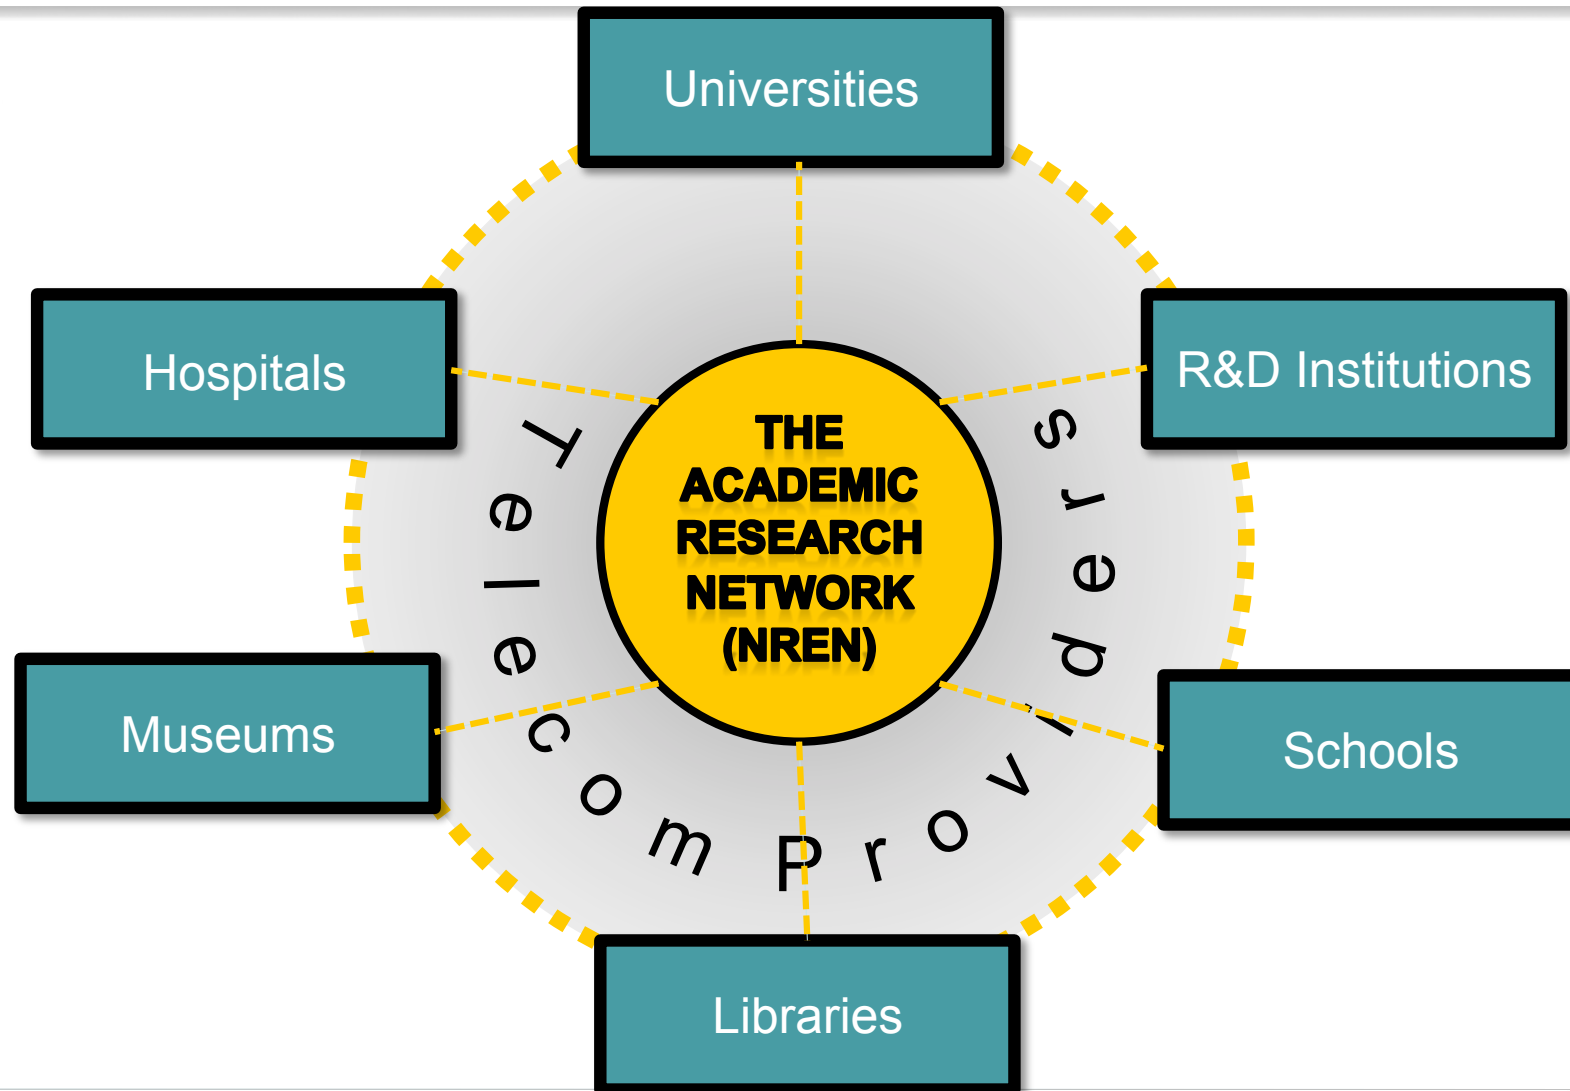 Universities
Hospitals
R&D Institutions
THE
ACADEMIC
RESEARCH
NETWORK
(NREN)
Telecom Providers
Museums
Schools
Libraries